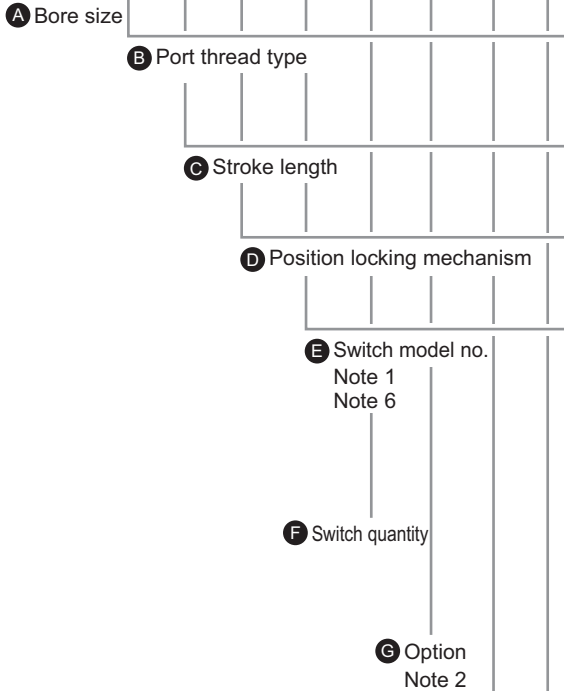 A Bore size
B Port thread type
C Stroke length
D Position locking mechanism
E Switch model no.
Note 1
Note 6
F Switch quantity
G Option
Note 2